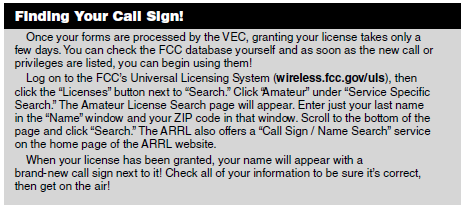 Finding Your Call Sign!
Once your forms are processed by the VEC, granting your license takes only a
few days. You can check the FCC database yourself and as soon as the new call or
privileges are listed, you can begin using them!
Log on to the FCC's Universal Licensing System (wireless.fcc.gov/uls), then
click the “Licenses” button next to “Search.” Click “Amateur” under “Service Specific
Search.” The Amateur License Search page will appear. Enter just your last name
in the “Name” window and your ZIP code in that window. Scroll to the bottom of the
page and click “Search.” The ARRL also offers a “Call Sign / Name Search” service
on the home page of the ARRL website.
When your license has been granted, your name will appear with a
brand-new call sign next to it! Check all of your information to be sure it's correct,
then get on the air!